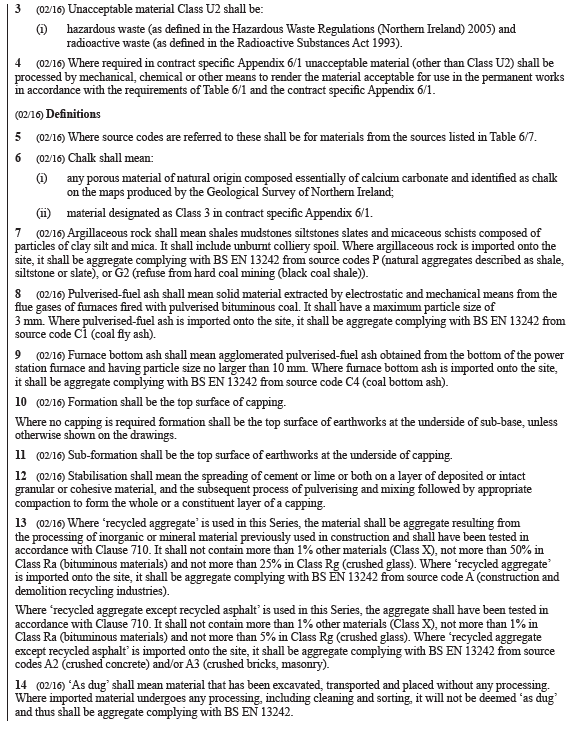 3 (02/16) Unacceptable material Class U2 shall be:
(i) hazardous waste (as defined in the Hazardous Waste Regulations (Northern Ireland) 2005) and
radioactive waste (as defined in the Radioactive Substances Act 1993).
4 (02/16) Where required in contract specific Appendix 6/1 unacceptable material (other than Class U2) shall be
processed by mechanical, chemical or other means to render the material acceptable for use in the permanent works
in accordance with the requirements of Table 6/1 and the contract specific Appendix 6/1.
(02/16) Definitions
5 (02/16) Where source codes are referred to these shall be for materials from the sources listed in Table 6/7.
6 (02/16) Chalk shall mean:
(i) any porous material of natural origin composed essentially of calcium carbonate and identified as chalk
on the maps produced by the Geological Survey of Northern Ireland;
(ii) material designated as Class 3 in contract specific Appendix 6/1.
7 (02/16) Argillaceous rock shall mean shales mudstones siltstones slates and micaceous schists composed of
particles of clay silt and mica. It shall include unburnt colliery spoil. Where argillaceous rock is imported onto the
site, it shall be aggregate complying with BS EN 13242 from source codes P (natural aggregates described as shale,
siltstone or slate), or G2 (refuse from hard coal mining (black coal shale)).
8 (02/16) Pulverised-fuel ash shall mean solid material extracted by electrostatic and mechanical means from the
flue gases of furnaces fired with pulverised bituminous coal. It shall have a maximum particle size of
3 mm. Where pulverised-fuel ash is imported onto the site, it shall be aggregate complying with BS EN 13242 from
source code C1 (coal fly ash).
9 (02/16) Furnace bottom ash shall mean agglomerated pulverised-fuel ash obtained from the bottom of the power
station furnace and having particle size no larger than 10 mm. Where furnace bottom ash is imported onto the site,
it shall be aggregate complying with BS EN 13242 from source code C4 (coal bottom ash).
10 (02/16) Formation shall be the top surface of capping.
Where no capping is required formation shall be the top surface of earthworks at the underside of sub-base, unless
otherwise shown on the drawings.
11 (02/16) Sub-formation shall be the top surface of earthworks at the underside of capping.
12 (02/16) Stabilisation shall mean the spreading of cement or lime or both on a layer of deposited or intact
granular or cohesive material, and the subsequent process of pulverising and mixing followed by appropriate
compaction to form the whole or a constituent layer of a capping.
13 (02/16) Where ‘recycled aggregate’ is used in this Series, the material shall be aggregate resulting from
the processing of inorganic or mineral material previously used in construction and shall have been tested in
accordance with Clause 710. It shall not contain more than 1% other materials (Class X), not more than 50% in
Class Ra (bituminous materials) and not more than 25% in Class Rg (crushed glass). Where ‘recycled aggregate’
is imported onto the site, it shall be aggregate complying with BS EN 13242 from source code A (construction and
demolition recycling industries).
Where ‘recycled aggregate except recycled asphalt’ is used in this Series, the aggregate shall have been tested in
accordance with Clause 710. It shall not contain more than 1% other materials (Class X), not more than 1% in
Class Ra (bituminous materials) and not more than 5% in Class Rg (crushed glass). Where ‘recycled aggregate
except recycled asphalt’ is imported onto the site, it shall be aggregate complying with BS EN 13242 from source
codes A2 (crushed concrete) and/or A3 (crushed bricks, masonry).
14 (02/16) ‘As dug’ shall mean material that has been excavated, transported and placed without any processing.
Where imported material undergoes any processing, including cleaning and sorting, it will not be deemed ‘as dug’
and thus shall be aggregate complying with BS EN 13242.